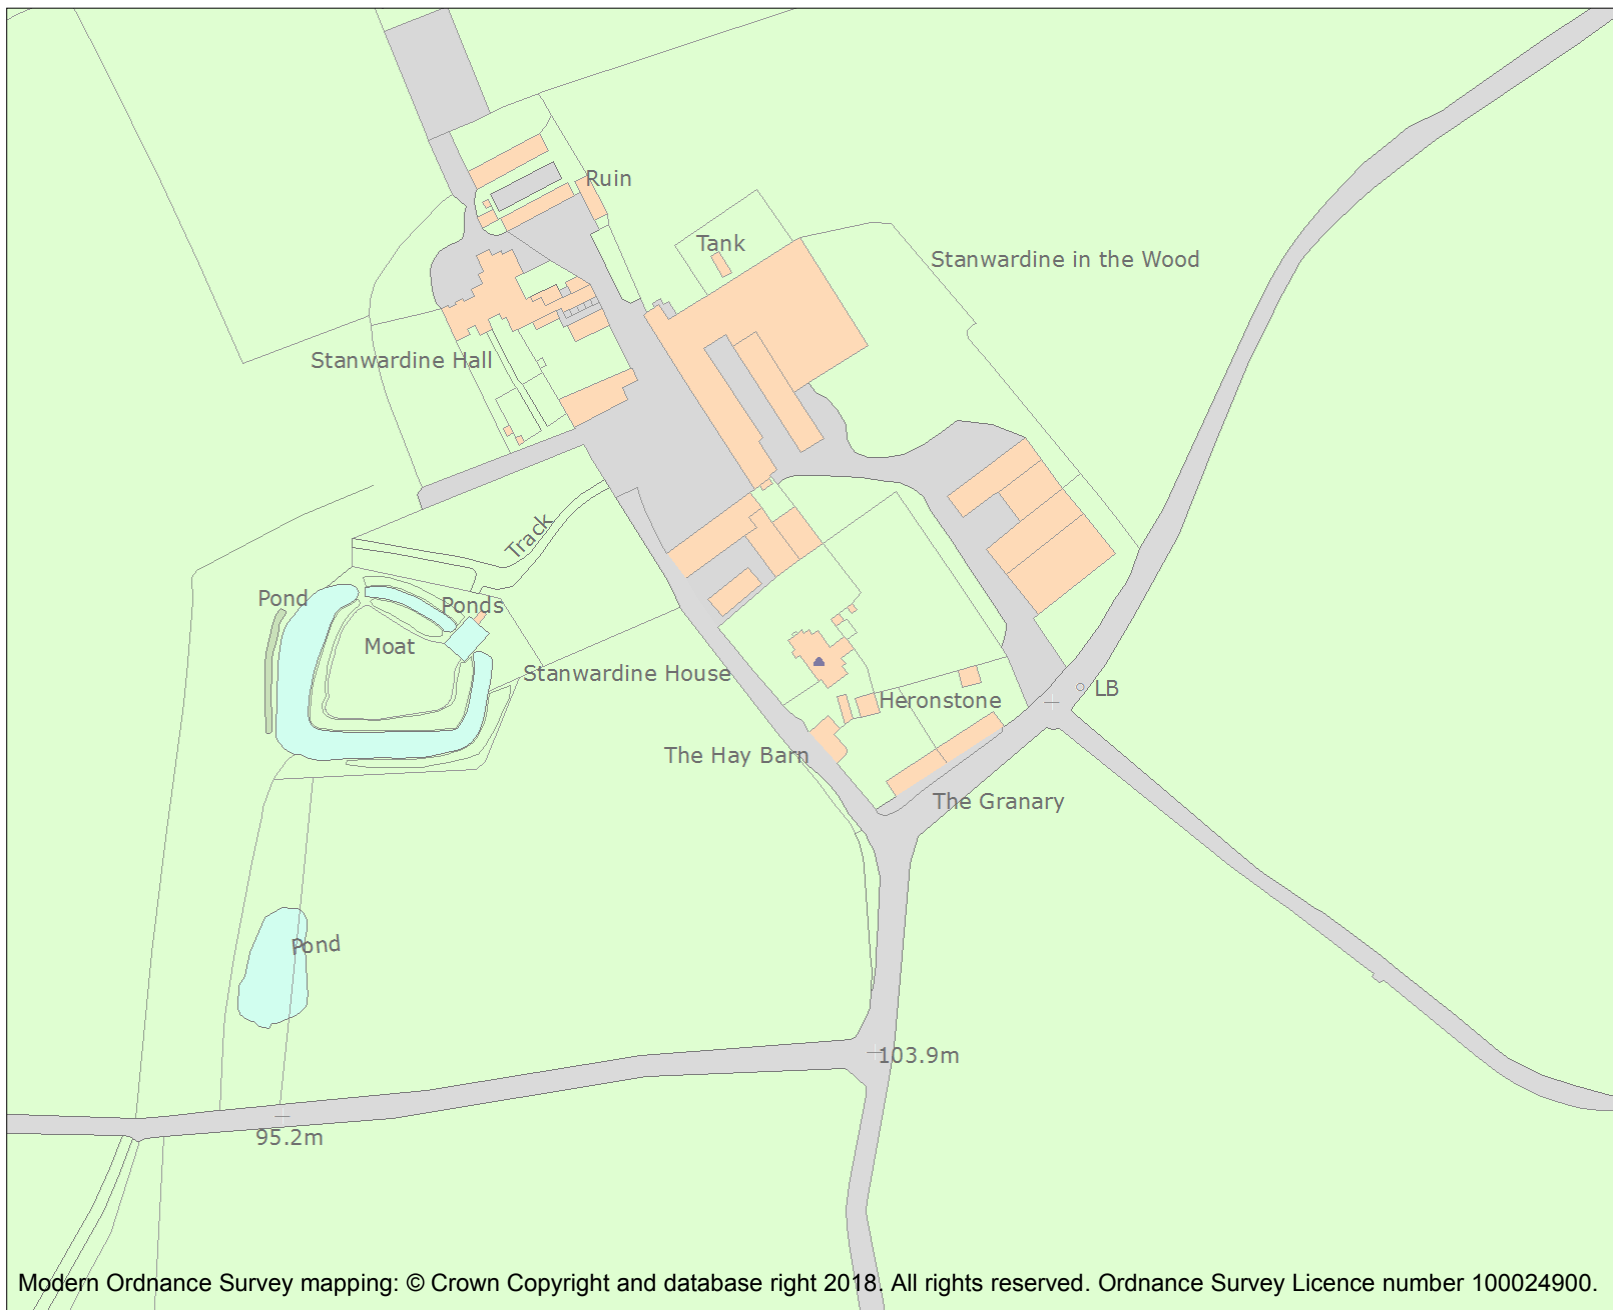 Ruin
Tank
Stanwardine in the Wood
Stanwardine Hall
Track
Pond
Ponds
Moat
Stanwardine House
LB
Heronstone
The Hay Barn
The Granary
Pond
103.9m
95.2m
Modern Ordnance Survey mapping: © Crown Copyright and database right 2018. All rights reserved. Ordnance Survey Licence number 100024900.